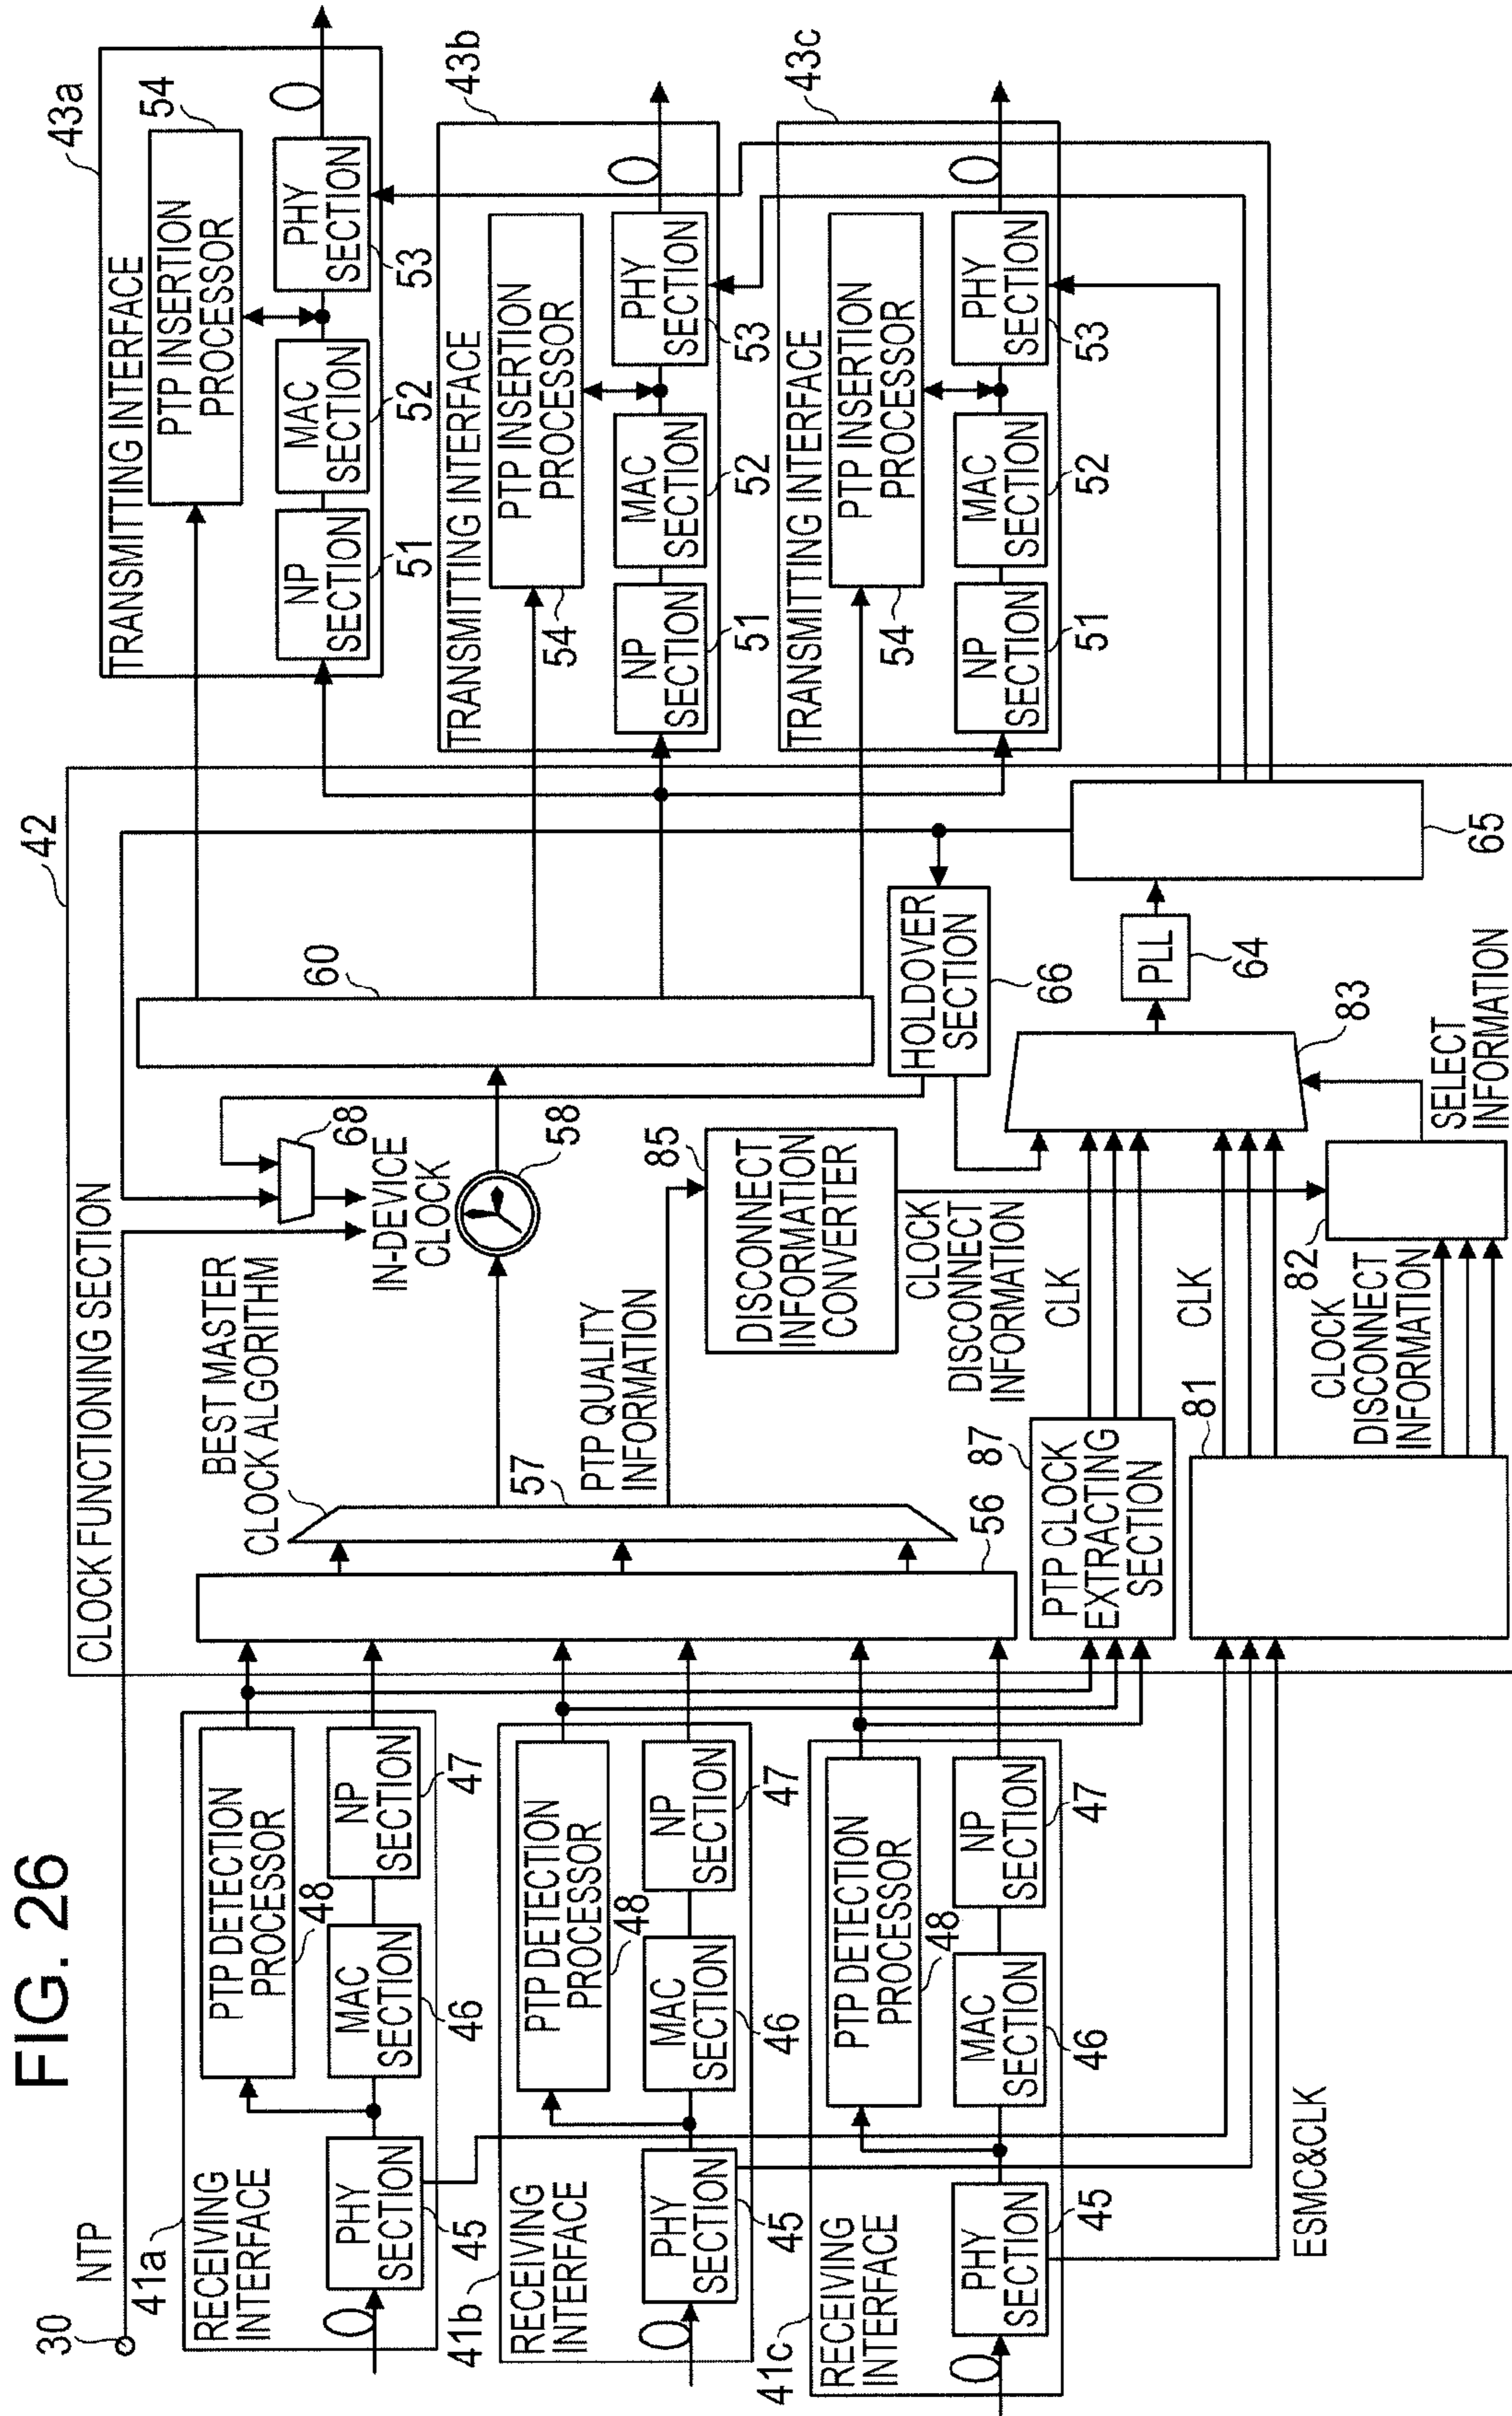 FIG. 26
30
NTP
41a
RECEIVING
INTERFACE
PTP DETECTION
PROCESSOR
48
PHY
SECTION
45
MAC
SECTION
46
NP
SECTION
47
41b
RECEIVING
INTERFACE
PTP DETECTION
PROCESSOR
48
PHY
SECTION
45
MAC
SECTION
46
NP
SECTION
47
41c
RECEIVING
INTERFACE
PTP DETECTION
PROCESSOR
48
PHY
SECTION
45
MAC
SECTION
46
NP
SECTION
47
ESMC&CLK
42
CLOCK FUNCTIONING SECTION
BEST MASTER
CLOCK ALGORITHM
68
IN-DEVICE
CLOCK
58
60
57
56
PTP QUALITY
INFORMATION
85
DISCONNECT
INFORMATION
CONVERTER
CLOCK
DISCONNECT
INFORMATION
87
PTP CLOCK
EXTRACTING
SECTION
CLK
CLK
81
82
CLOCK
DISCONNECT
INFORMATION
HOLDOVER
SECTION
66
PLL
64
83
SELECT
INFORMATION
65
43a
TRANSMITTING INTERFACE
PTP INSERTION
PROCESSOR
54
NP
SECTION
51
MAC
SECTION
52
PHY
SECTION
53
43b
TRANSMITTING INTERFACE
PTP INSERTION
PROCESSOR
54
NP
SECTION
51
MAC
SECTION
52
PHY
SECTION
53
43c
TRANSMITTING INTERFACE
PTP INSERTION
PROCESSOR
54
NP
SECTION
51
MAC
SECTION
52
PHY
SECTION
53